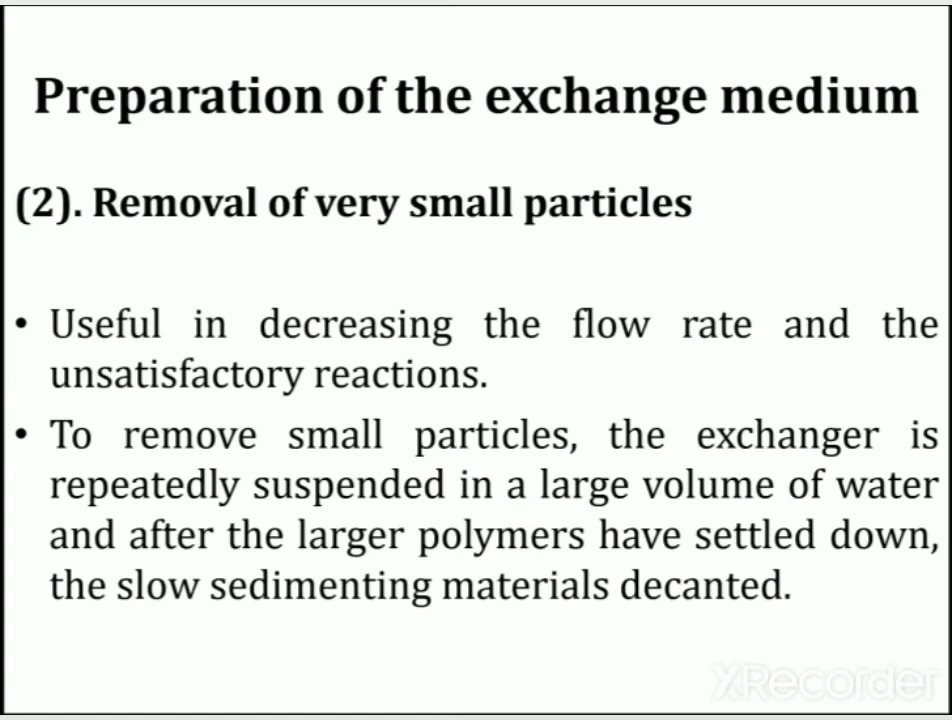 Preparation of the exchange medium
(2). Removal of very small particles
• Useful in decreasing the flow rate and the
unsatisfactory reactions.
• To remove small particles, the exchanger is
repeatedly suspended in a large volume of water
and after the larger polymers have settled down,
the slow sedimenting materials decanted.
XRecorder